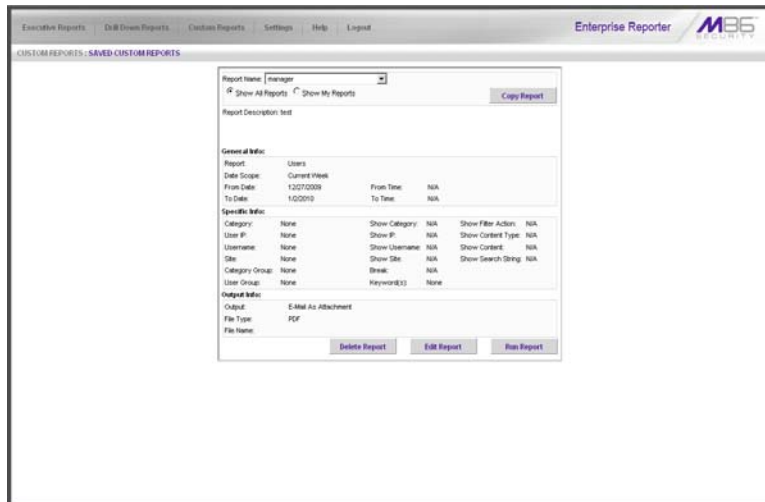 Executive Reports Drill Down Reports Custom Reports Settings Help Logout Enterprise Reporter M86 SECURITY
CUSTOM REPORTS : SAVED CUSTOM REPORTS
Report Name: manager
Show All Reports Show My Reports Copy Report
Report Description: test
General Info:
Report: Users
Date Scope: Current Week
From Date: 12/27/2009 From Time: N/A
To Date: 1/2/2010 To Time: N/A
Specific Info:
Category: None Show Category: N/A Show Filter Action: N/A
User IP: None Show IP: N/A Show Content Type: N/A
Username: None Show Username: N/A Show Content: N/A
Site: None Show Site: N/A Show Search String: N/A
Category Group: None Break: N/A
User Group: None Keyword(s): None
Output Info:
Output: E-Mail As Attachment
File Type: PDF
File Name:
Delete Report Edit Report Run Report